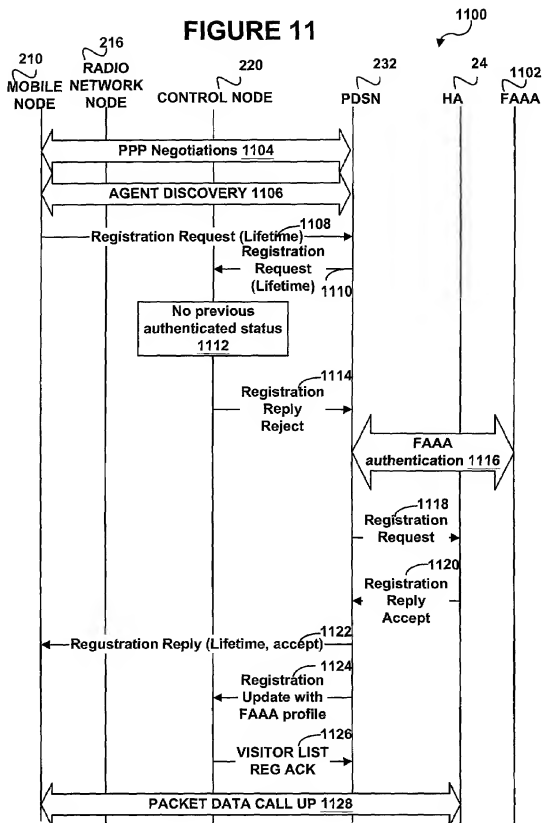 FIGURE 11
1100
210
MOBILE
NODE
216
RADIO
NETWORK
NODE
220
CONTROL NODE
232
PDSN
24
HA
1102
FAAA
PPP Negotiations 1104
AGENT DISCOVERY 1106
1108
Registration Request (Lifetime)
Registration
Request
(Lifetime)
1110
No previous
authenticated status
1112
1114
Registration
Reply
Reject
FAAA
authentication 1116
1118
Registration
Request
1120
Registration
Reply
Accept
1122
Regustration Reply (Lifetime, accept)
1124
Registration
Update with
FAAA profile
1126
VISITOR LIST
REG ACK
PACKET DATA CALL UP 1128